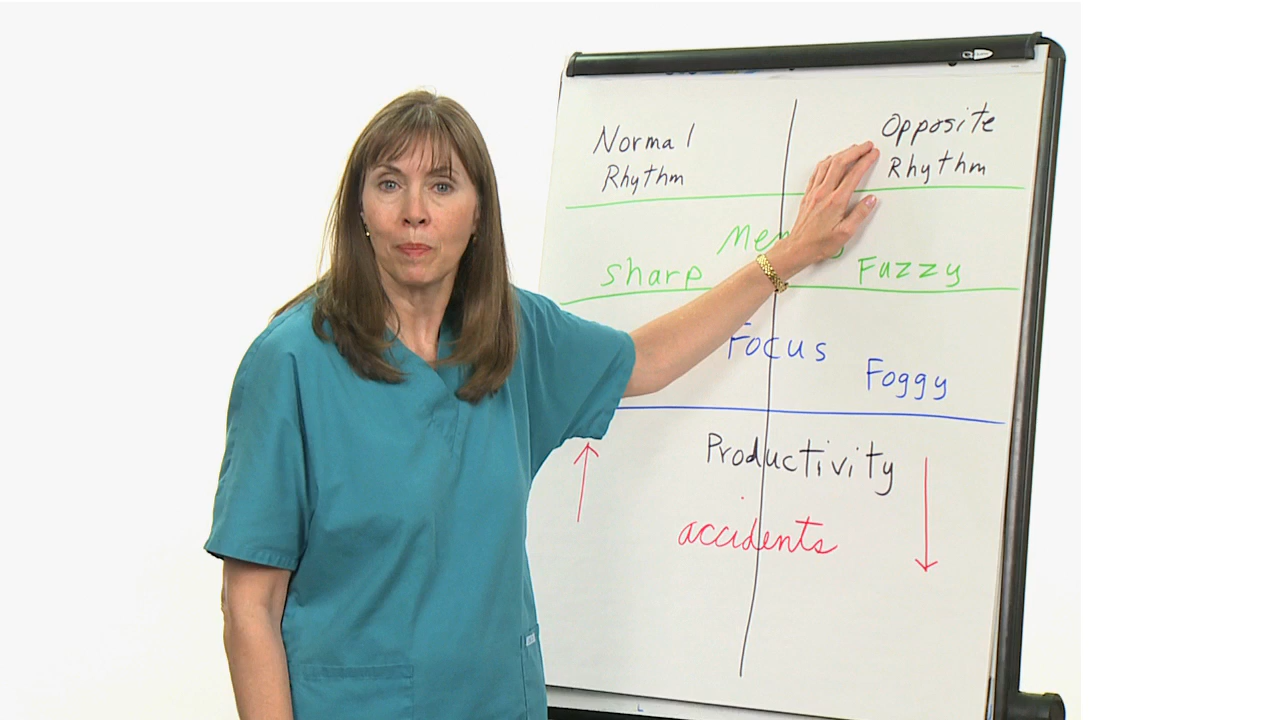 Normal
Rhythm
Opposite
Rhythm
sharp
Fuzzy
Focus
Foggy
Productivity
accidents